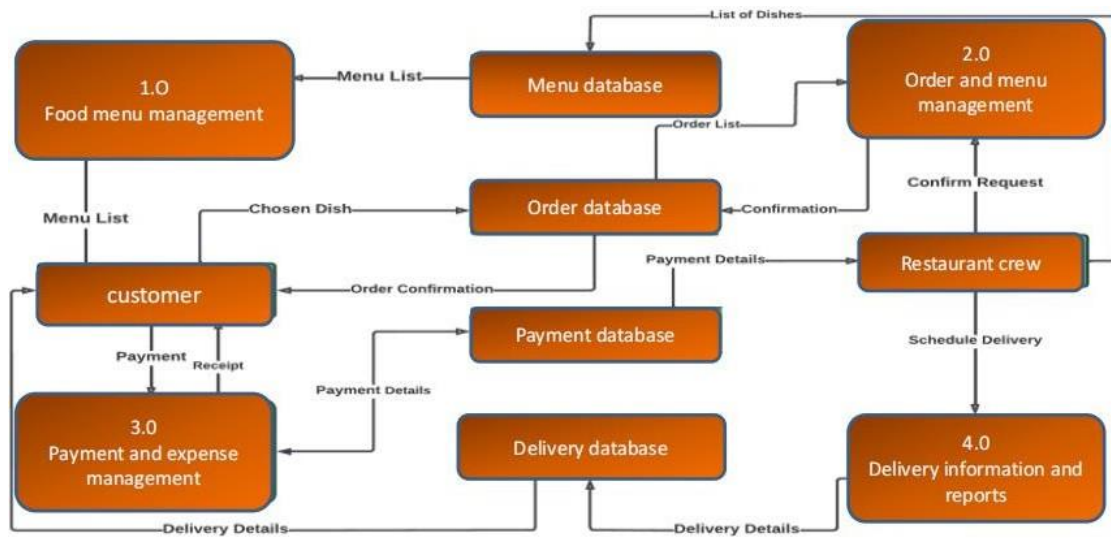 List of Dishes
1.O
Food menu management
Menu List
Menu database
2.0
Order and menu
management
Order List
Menu List
Chosen Dish
Order database
Confirmation
Confirm Request
customer
Order Confirmation
Payment Details
Restaurant crew
Payment
Receipt
Payment database
Schedule Delivery
Payment Details
3.0
Payment and expense
management
Delivery database
4.0
Delivery information and
reports
Delivery Details
Delivery Details